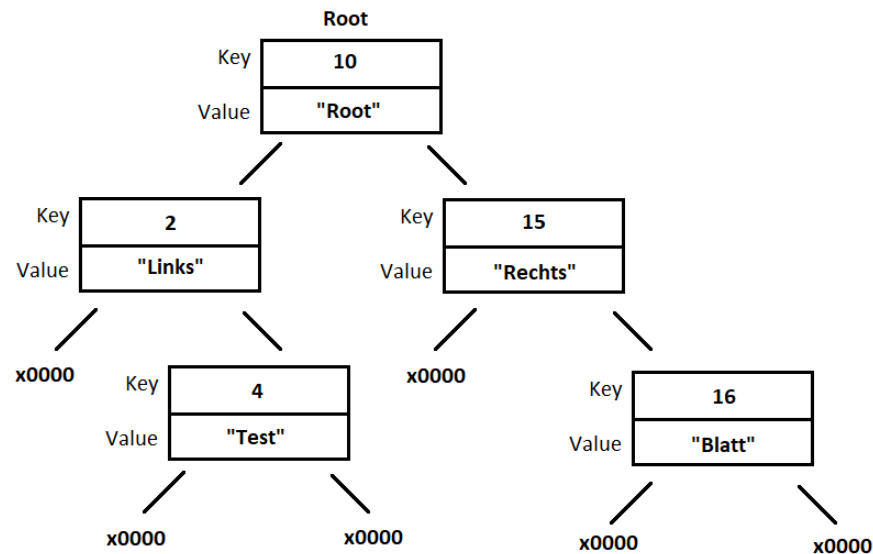 Root
Key 10
Value "Root"
Key 2
Value "Links"
Key 15
Value "Rechts"
x0000
x0000
Key 4
Value "Test"
Key 16
Value "Blatt"
x0000 x0000
x0000 x0000